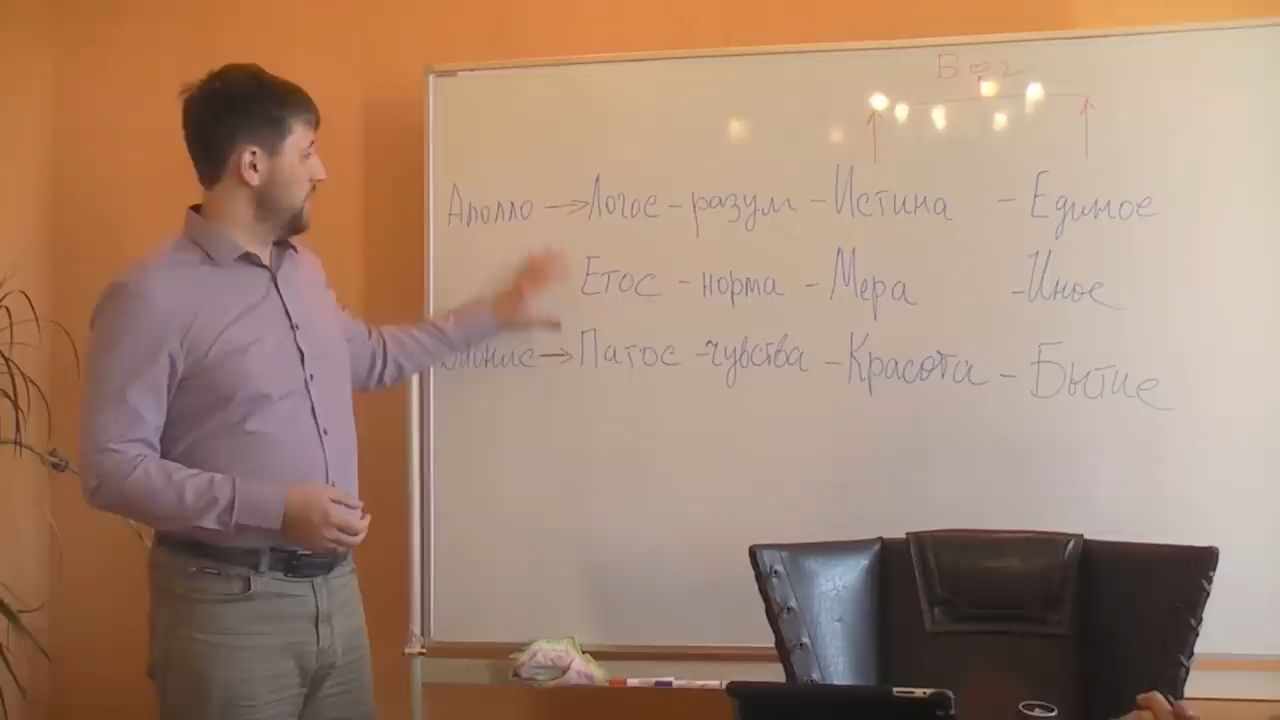 Бог
Аполло → Логос – разум – Истина – Единое
Етос – норма – Мера – Иное
→ Патос – чувства – Красота – Бытие